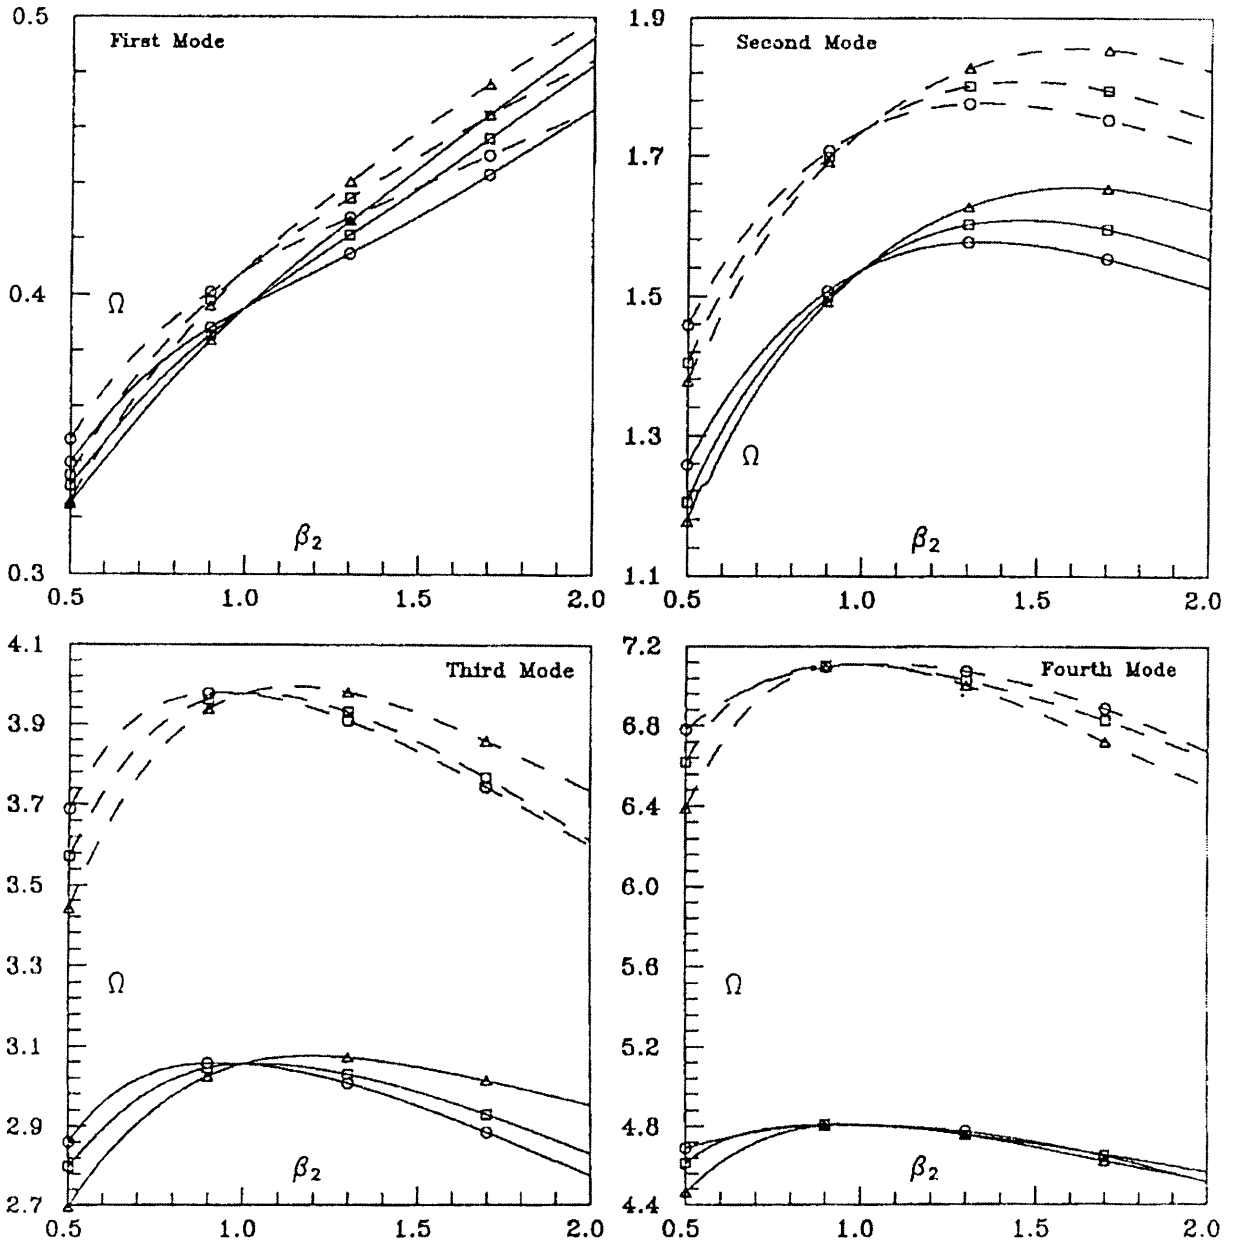 0.5
First Mode
0.4
Ω
β₂
0.3
0.5 1.0 1.5 2.0
1.9
Second Mode
1.7
1.5
1.3
Ω
β₂
1.1
0.5 1.0 1.5 2.0
4.1
Third Mode
3.9
3.7
3.5
3.3
Ω
3.1
2.9
β₂
2.7
0.5 1.0 1.5 2.0
7.2
Fourth Mode
6.8
6.4
6.0
5.6
Ω
5.2
4.8
β₂
4.4
0.5 1.0 1.5 2.0